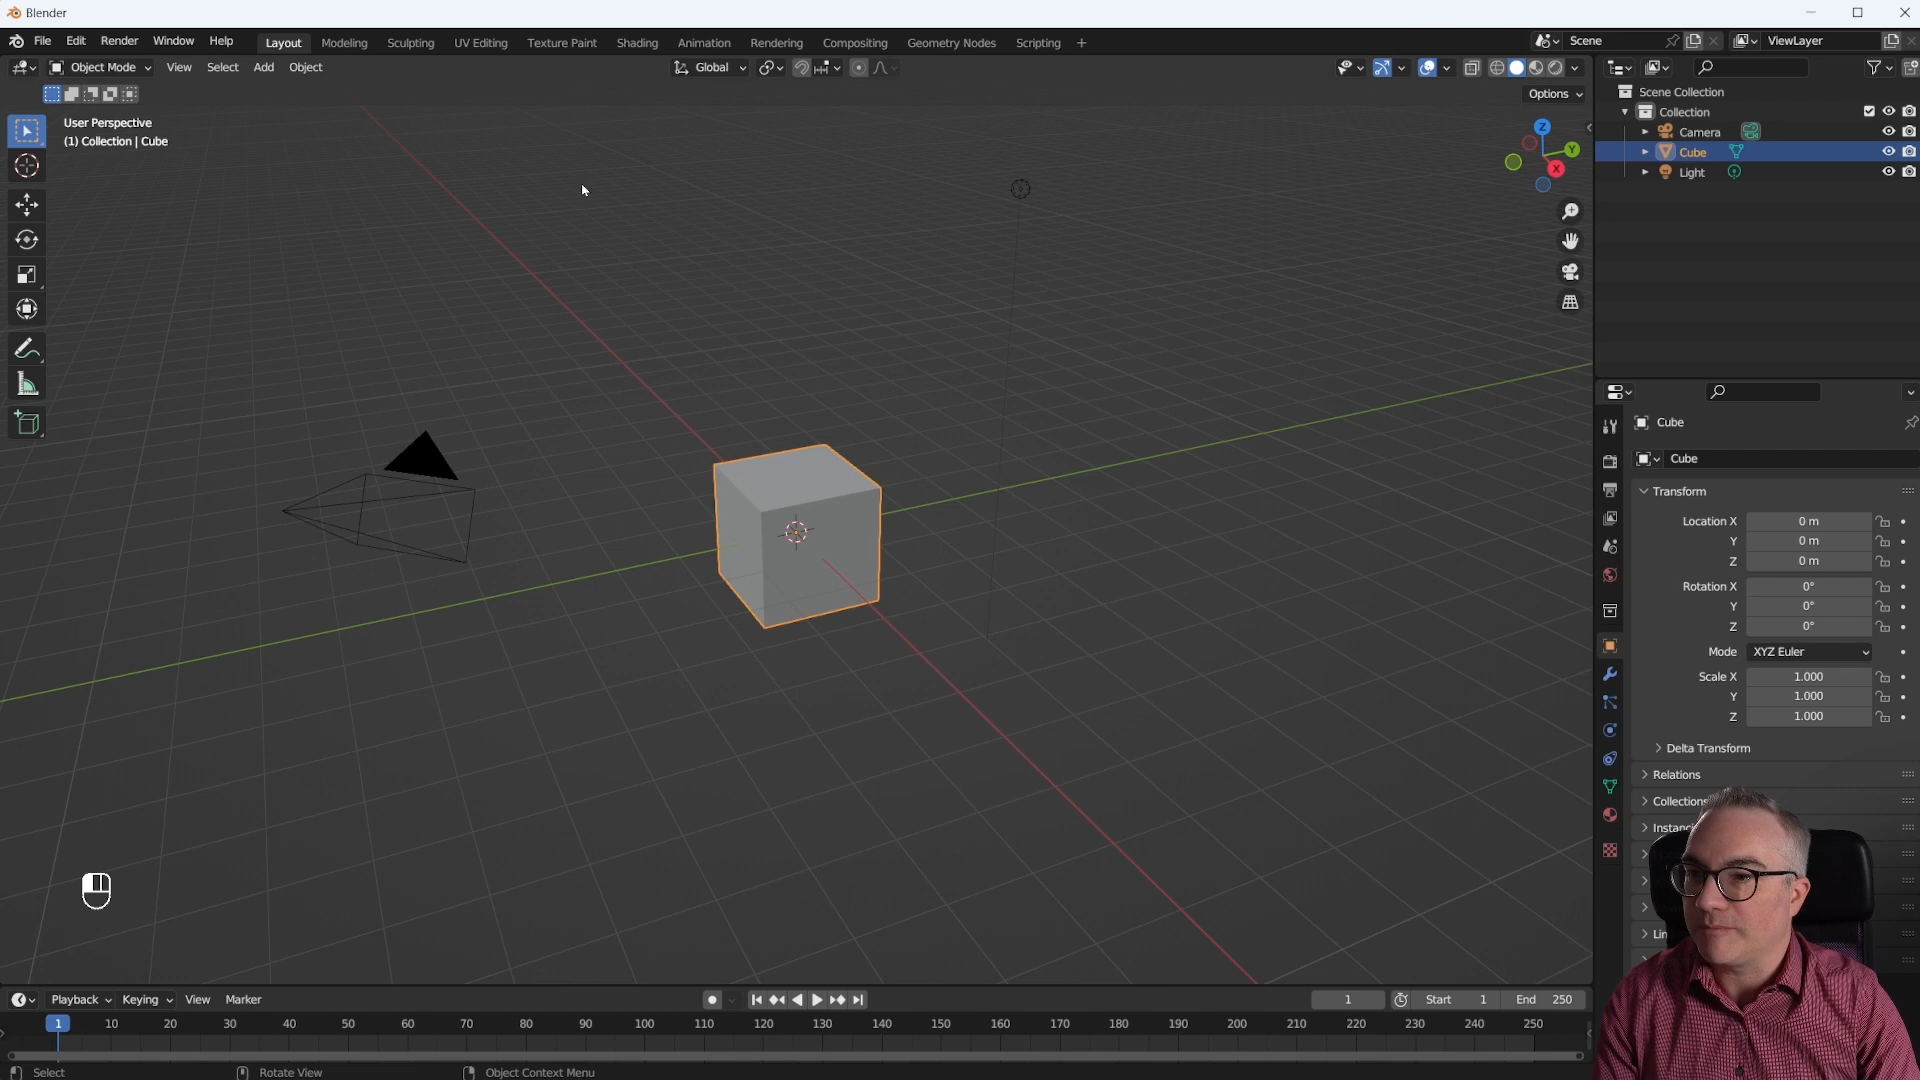 Blender
File Edit Render Window Help Layout Modeling Sculpting UV Editing Texture Paint Shading Animation Rendering Compositing Geometry Nodes Scripting + Scene ViewLayer
Object Mode View Select Add Object Global
Options
User Perspective
(1) Collection | Cube
Z
Y
X
Scene Collection
Collection
Camera
Cube
Light
Cube
Cube
Transform
Location X 0 m
Y 0 m
Z 0 m
Rotation X 0°
Y 0°
Z 0°
Mode XYZ Euler
Scale X 1.000
Y 1.000
Z 1.000
Delta Transform
Relations
Collections
Instanci
Lin
Playback Keying View Marker 1 Start 1 End 250
1 10 20 30 40 50 60 70 80 90 100 110 120 130 140 150 160 170 180 190 200 210 220 230 240 250
Select Rotate View Object Context Menu